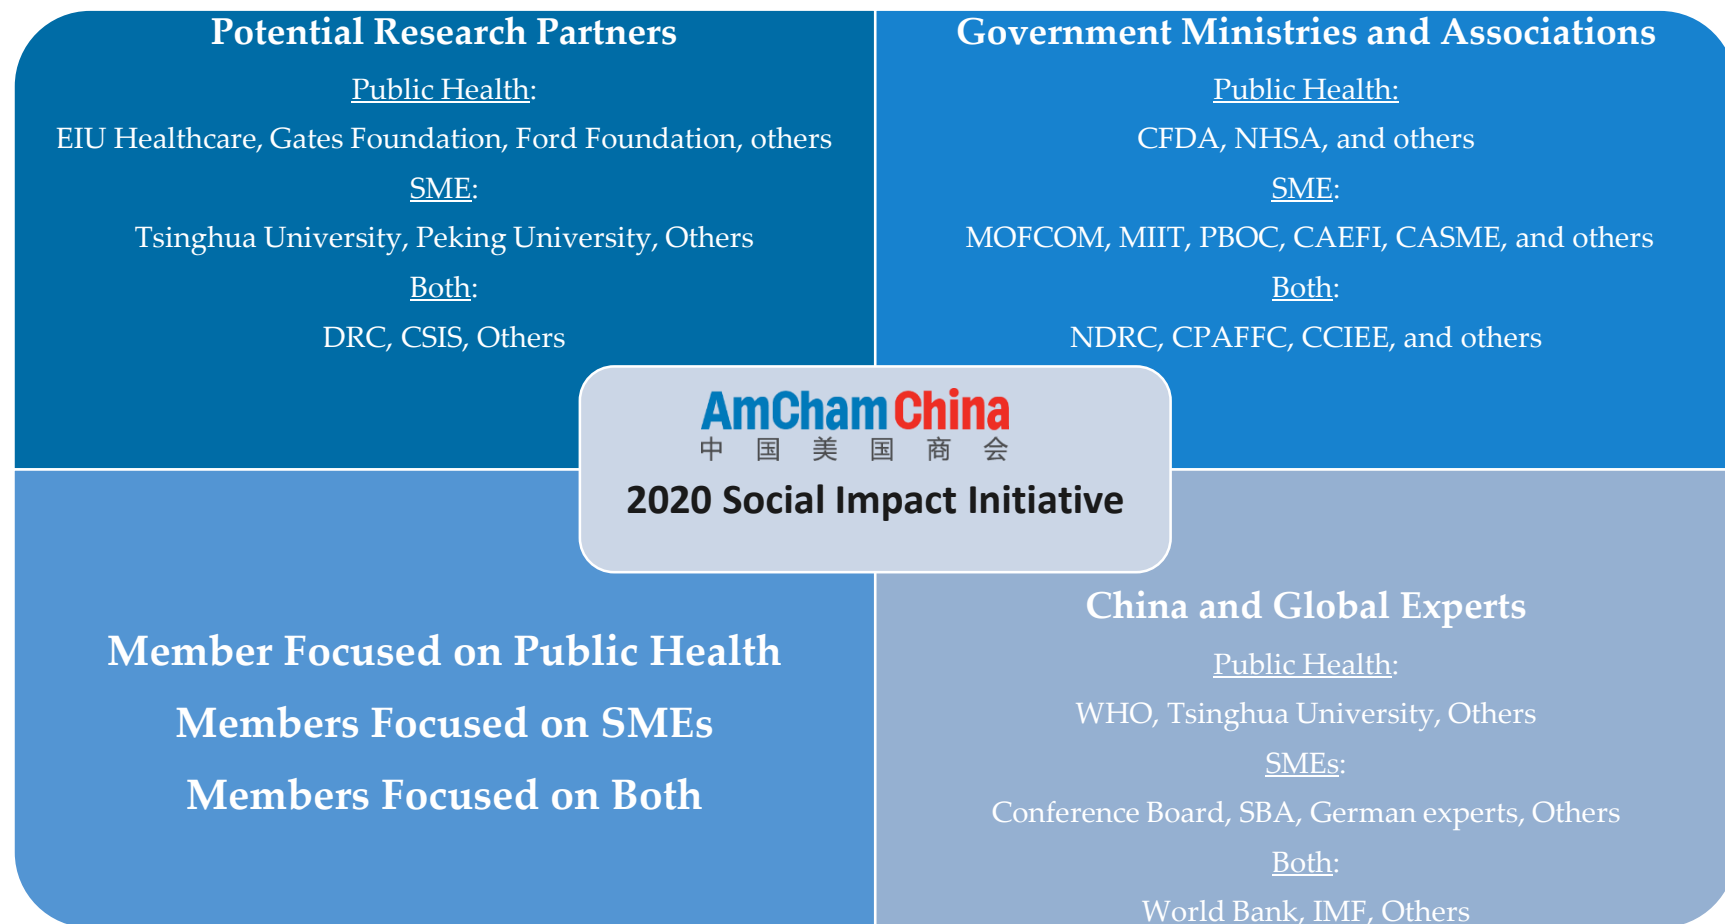 Potential Research Partners
Public Health:
EIU Healthcare, Gates Foundation, Ford Foundation, others
SME:
Tsinghua University, Peking University, Others
Both:
DRC, CSIS, Others
Government Ministries and Associations
Public Health:
CFDA, NHSA, and others
SME:
MOFCOM, MIIT, PBOC, CAEFI, CASME, and others
Both:
NDRC, CPAFFC, CCIEE, and others
AmCham China
中国美国商会
2020 Social Impact Initiative
Member Focused on Public Health
Members Focused on SMEs
Members Focused on Both
China and Global Experts
Public Health:
WHO, Tsinghua University, Others
SMEs:
Conference Board, SBA, German experts, Others
Both:
World Bank, IMF, Others